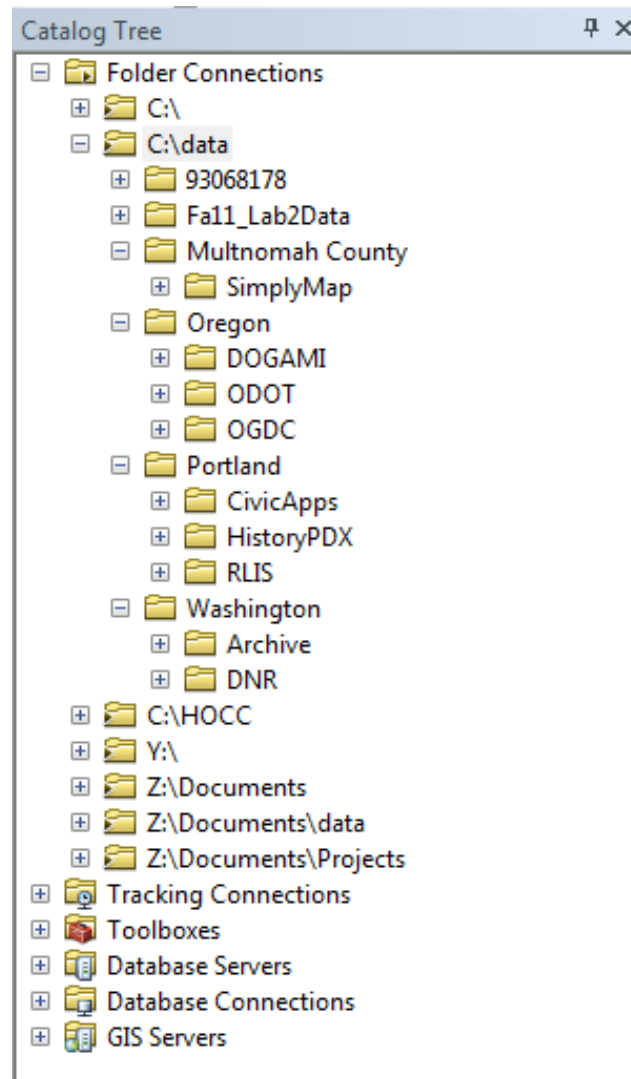 Catalog Tree
Folder Connections
C:\
C:\data
93068178
Fa11_Lab2Data
Multnomah County
SimplyMap
Oregon
DOGAMI
ODOT
OGDC
Portland
CivicApps
HistoryPDX
RLIS
Washington
Archive
DNR
C:\HOCC
Y:\
Z:\Documents
Z:\Documents\data
Z:\Documents\Projects
Tracking Connections
Toolboxes
Database Servers
Database Connections
GIS Servers